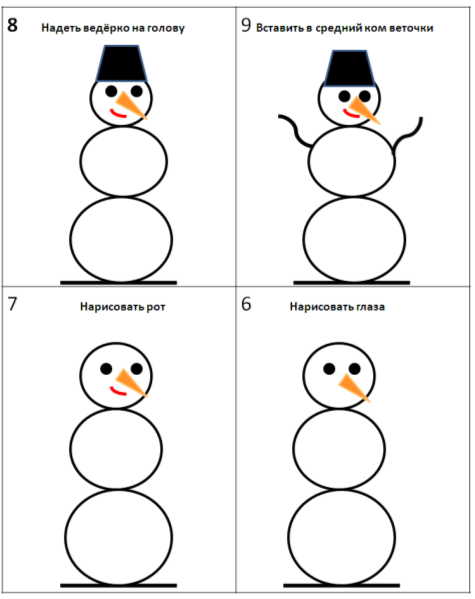 8 Надеть ведёрко на голову
9 Вставить в средний ком веточки
7 Нарисовать рот
6 Нарисовать глаза